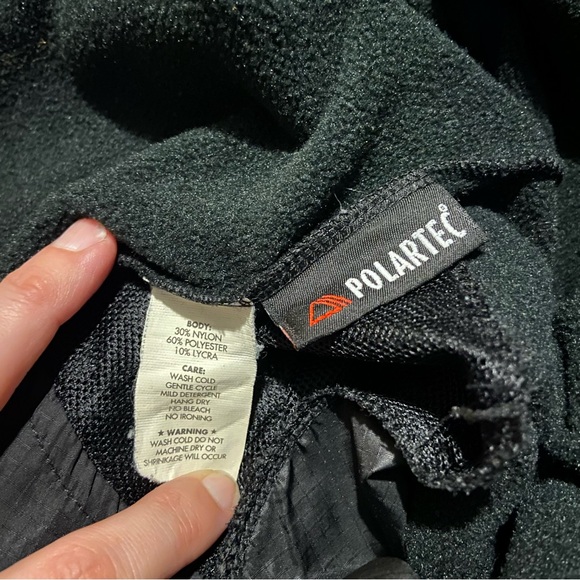 BODY:
30% NYLON
60% POLYESTER
10% LYCRA
CARE:
WASH COLD
GENTLE CYCLE
MILD DETERGENT
HANG DRY
NO BLEACH
NO IRONING
★ WARNING ★
WASH COLD DO NOT
MACHINE DRY OR
SHRINKAGE WILL OCCUR
POLARTEC